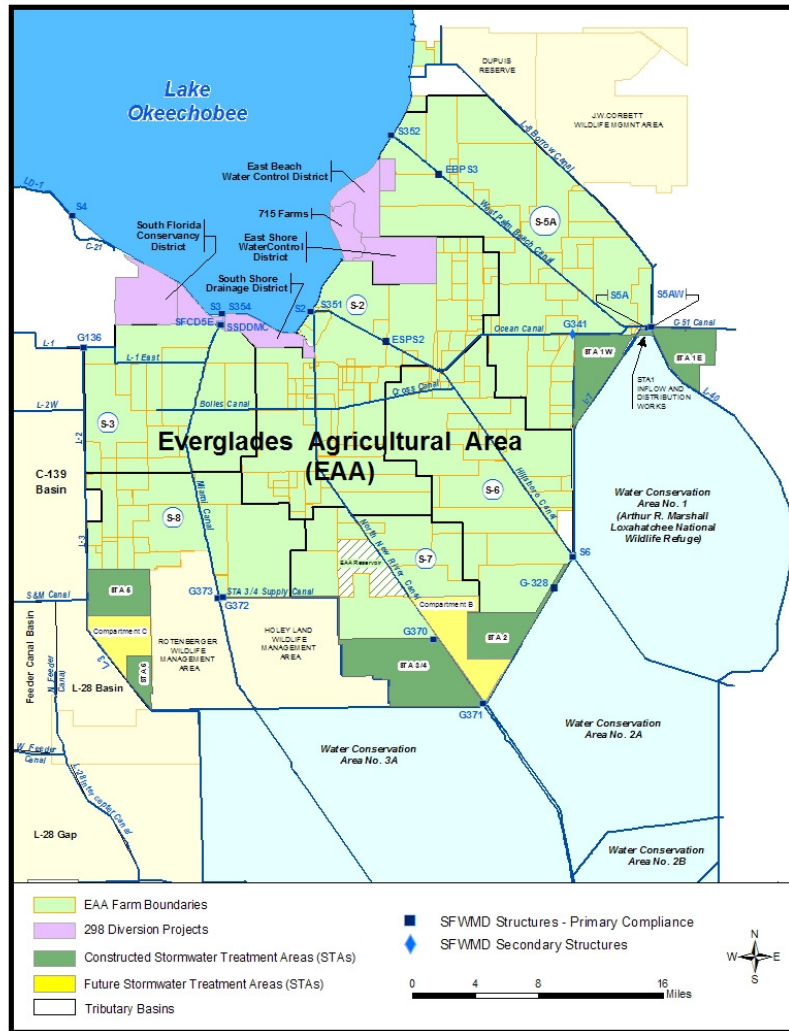 DUPUIS
RESERVE
J.W.CORBETT
WILDLIFE MGMNT AREA
Lake
Okeechobee
L-8 Borrow Canal
S352
EBPS3
East Beach
Water Control District
LD-1
S4
715 Farms
West Palm Beach Canal
S-5A
South Florida
Conservancy
District
East Shore
WaterControl
District
C-21
South Shore
Drainage District
S5A
S5AW
S-2
S3
S354
S2
S351
SFCD5E
SSDDMC
G136
L-1
L-1 East
ESPS2
Ocean Canal
G341
C-51 Canal
STA 1W
STA 1E
STA1
INFLOW AND
DISTRIBUTION
WORKS
L-7
L-40
Cross Canal
Bolles Canal
L-2W
L-2
S-3
Everglades Agricultural Area
(EAA)
C-139
Basin
Hillsboro Canal
S-6
Miami Canal
S-8
Water Conservation
Area No. 1
(Arthur R. Marshall
Loxahatchee National
Wildlife Refuge)
L-3
North New River Canal
EAA Reservoir
S-7
S6
G-328
S&M Canal
STA 5
G373
G372
STA 3/4 Supply Canal
Compartment B
Compartment C
ROTENBERGER
WILDLIFE
MANAGEMENT
AREA
HOLEY LAND
WILDLIFE
MANAGEMENT
AREA
G370
STA 2
STA 3/4
L-3
STA 6
Feeder Canal Basin
N Feeder
Canal
L-28 Basin
G371
Water Conservation
Area No. 3A
Water Conservation
Area No. 2A
W Feeder
Canal
L-28 Interceptor Canal
L-28 Gap
Water Conservation
Area No. 2B
EAA Farm Boundaries
298 Diversion Projects
Constructed Stormwater Treatment Areas (STAs)
Future Stormwater Treatment Areas (STAs)
Tributary Basins
SFWMD Structures - Primary Compliance
SFWMD Secondary Structures
0 4 8 16
Miles
N
W E
S